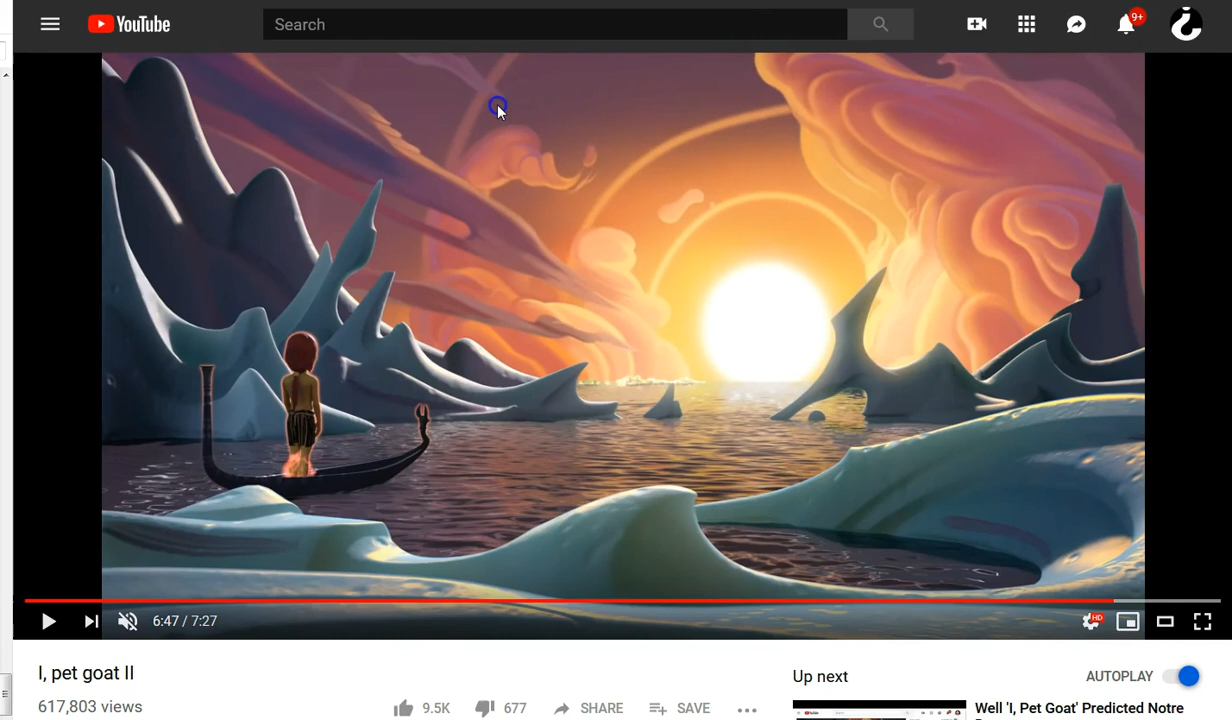 YouTube
Search
9+
6:47 / 7:27
HD
I, pet goat II
617,803 views
9.5K
677
SHARE
SAVE
Up next
AUTOPLAY
Well 'I, Pet Goat' Predicted Notre